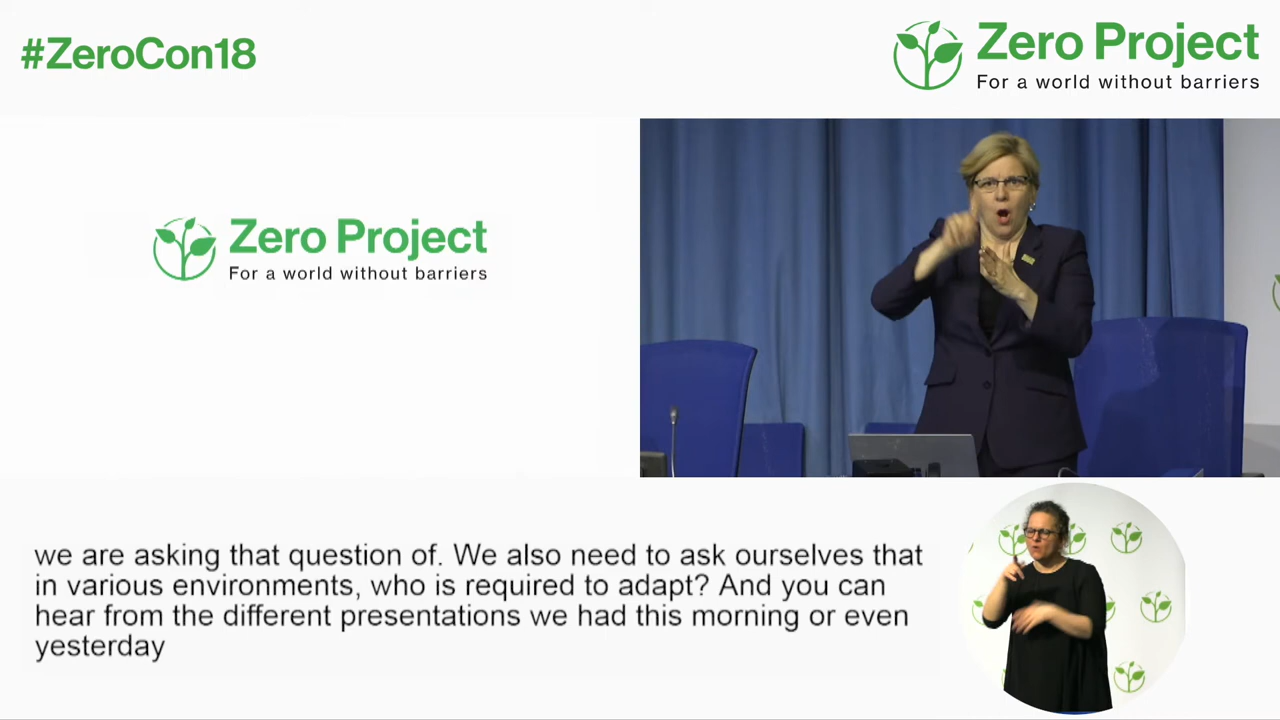 #ZeroCon18
Zero Project
For a world without barriers
Zero Project
For a world without barriers
we are asking that question of. We also need to ask ourselves that
in various environments, who is required to adapt? And you can
hear from the different presentations we had this morning or even
yesterday